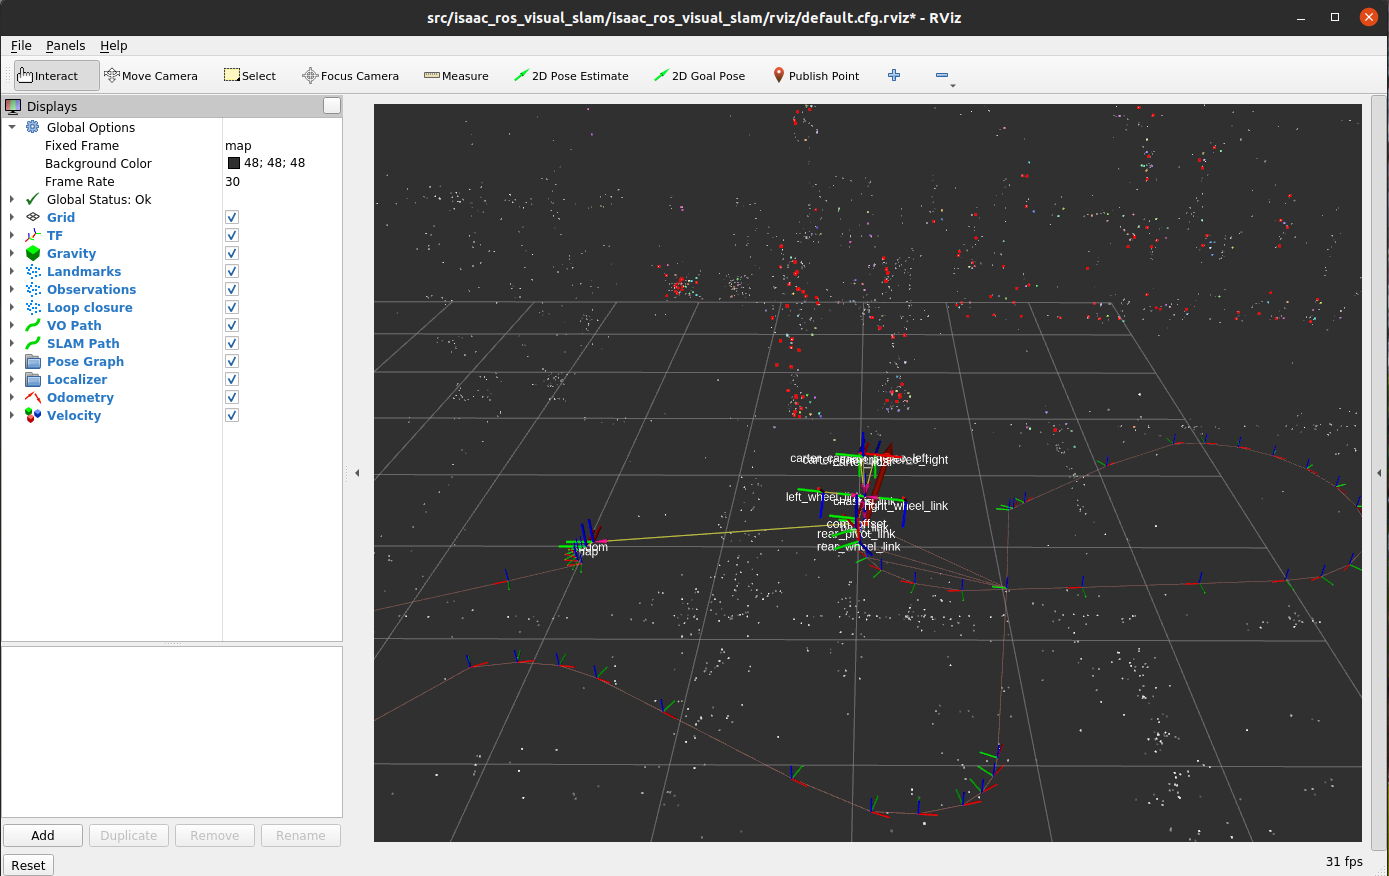 src/isaac_ros_visual_slam/isaac_ros_visual_slam/rviz/default.cfg.rviz* - RViz
File Panels Help
Interact Move Camera Select Focus Camera Measure 2D Pose Estimate 2D Goal Pose Publish Point
Displays
Global Options
Fixed Frame map
Background Color 48; 48; 48
Frame Rate 30
Global Status: Ok
Grid
TF
Gravity
Landmarks
Observations
Loop closure
VO Path
SLAM Path
Pose Graph
Localizer
Odometry
Velocity
left_wheel_link
right_wheel_link
com_offset
rear_pivot_link
rear_wheel_link
Add Duplicate Remove Rename
Reset
31 fps